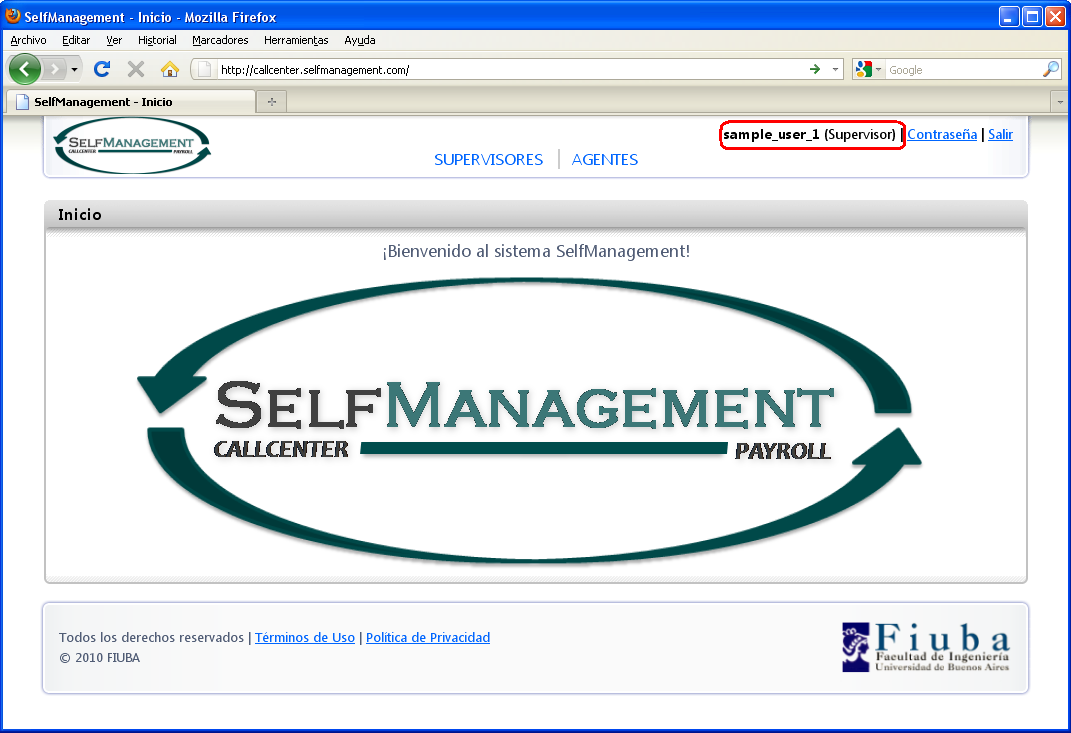 SelfManagement - Inicio - Mozilla Firefox
Archivo Editar Ver Historial Marcadores Herramientas Ayuda
http://callcenter.selfmanagement.com/ Google
SelfManagement - Inicio
SELFMANAGEMENT
CALLCENTER PAYROLL
sample_user_1 (Supervisor) | Contraseña | Salir
SUPERVISORES | AGENTES
Inicio
¡Bienvenido al sistema SelfManagement!
SELFMANAGEMENT
CALLCENTER PAYROLL
Todos los derechos reservados | Términos de Uso | Política de Privacidad
© 2010 FIUBA
Fiuba
Facultad de Ingeniería
Universidad de Buenos Aires